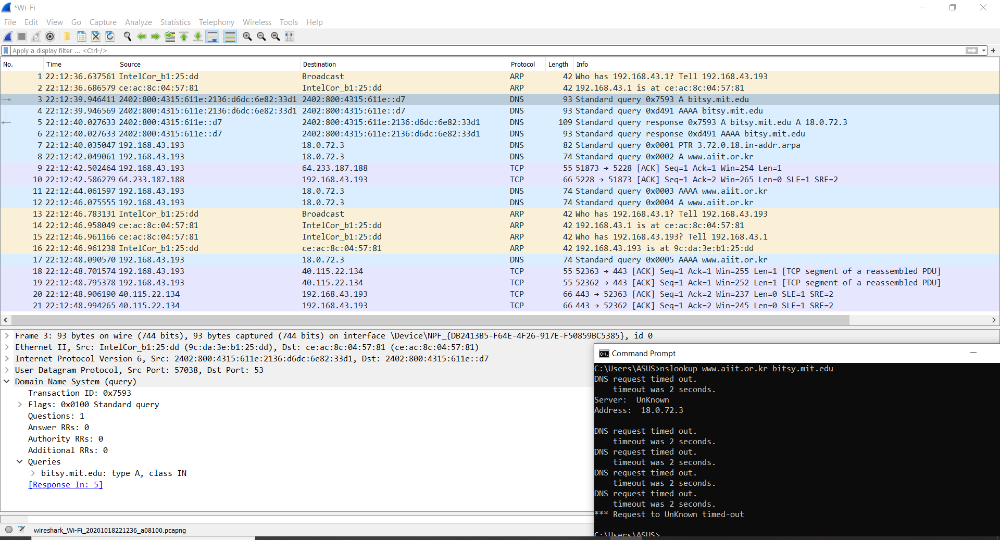 *Wi-Fi
File Edit View Go Capture Analyze Statistics Telephony Wireless Tools Help
Apply a display filter ... <Ctrl-/>
No. Time Source Destination Protocol Length Info
1 22:12:36.637561 IntelCor_b1:25:dd Broadcast ARP 42 Who has 192.168.43.1? Tell 192.168.43.193
2 22:12:36.686579 ce:ac:8c:04:57:81 IntelCor_b1:25:dd ARP 42 192.168.43.1 is at ce:ac:8c:04:57:81
3 22:12:39.946411 2402:800:4315:611e:2136:d6dc:6e82:33d1 2402:800:4315:611e::d7 DNS 93 Standard query 0x7593 A bitsy.mit.edu
4 22:12:39.946569 2402:800:4315:611e:2136:d6dc:6e82:33d1 2402:800:4315:611e::d7 DNS 93 Standard query 0xd491 AAAA bitsy.mit.edu
5 22:12:40.027633 2402:800:4315:611e::d7 2402:800:4315:611e:2136:d6dc:6e82:33d1 DNS 109 Standard query response 0x7593 A bitsy.mit.edu A 18.0.72.3
6 22:12:40.027633 2402:800:4315:611e::d7 2402:800:4315:611e:2136:d6dc:6e82:33d1 DNS 93 Standard query response 0xd491 AAAA bitsy.mit.edu
7 22:12:40.035047 192.168.43.193 18.0.72.3 DNS 82 Standard query 0x0001 PTR 3.72.0.18.in-addr.arpa
8 22:12:42.049061 192.168.43.193 18.0.72.3 DNS 74 Standard query 0x0002 A www.aiit.or.kr
9 22:12:42.502464 192.168.43.193 64.233.187.188 TCP 55 51873 → 5228 [ACK] Seq=1 Ack=1 Win=254 Len=1
10 22:12:42.586279 64.233.187.188 192.168.43.193 TCP 66 5228 → 51873 [ACK] Seq=1 Ack=2 Win=265 Len=0 SLE=1 SRE=2
11 22:12:44.061597 192.168.43.193 18.0.72.3 DNS 74 Standard query 0x0003 AAAA www.aiit.or.kr
12 22:12:46.075555 192.168.43.193 18.0.72.3 DNS 74 Standard query 0x0004 A www.aiit.or.kr
13 22:12:46.783131 IntelCor_b1:25:dd Broadcast ARP 42 Who has 192.168.43.1? Tell 192.168.43.193
14 22:12:46.958049 ce:ac:8c:04:57:81 IntelCor_b1:25:dd ARP 42 192.168.43.1 is at ce:ac:8c:04:57:81
15 22:12:46.961166 ce:ac:8c:04:57:81 IntelCor_b1:25:dd ARP 42 Who has 192.168.43.193? Tell 192.168.43.1
16 22:12:46.961238 IntelCor_b1:25:dd ce:ac:8c:04:57:81 ARP 42 192.168.43.193 is at 9c:da:3e:b1:25:dd
17 22:12:48.090570 192.168.43.193 18.0.72.3 DNS 74 Standard query 0x0005 AAAA www.aiit.or.kr
18 22:12:48.701574 192.168.43.193 40.115.22.134 TCP 55 52363 → 443 [ACK] Seq=1 Ack=1 Win=255 Len=1 [TCP segment of a reassembled PDU]
19 22:12:48.795378 192.168.43.193 40.115.22.134 TCP 55 52362 → 443 [ACK] Seq=1 Ack=1 Win=252 Len=1 [TCP segment of a reassembled PDU]
20 22:12:48.906190 40.115.22.134 192.168.43.193 TCP 66 443 → 52363 [ACK] Seq=1 Ack=2 Win=237 Len=0 SLE=1 SRE=2
21 22:12:48.994265 40.115.22.134 192.168.43.193 TCP 66 443 → 52362 [ACK] Seq=1 Ack=2 Win=245 Len=0 SLE=1 SRE=2
Frame 3: 93 bytes on wire (744 bits), 93 bytes captured (744 bits) on interface \Device\NPF_{DB2413B5-F64E-4F26-917E-F50859BC5385}, id 0
Ethernet II, Src: IntelCor_b1:25:dd (9c:da:3e:b1:25:dd), Dst: ce:ac:8c:04:57:81 (ce:ac:8c:04:57:81)
Internet Protocol Version 6, Src: 2402:800:4315:611e:2136:d6dc:6e82:33d1, Dst: 2402:800:4315:611e::d7
User Datagram Protocol, Src Port: 57038, Dst Port: 53
Domain Name System (query)
Transaction ID: 0x7593
Flags: 0x0100 Standard query
Questions: 1
Answer RRs: 0
Authority RRs: 0
Additional RRs: 0
Queries
bitsy.mit.edu: type A, class IN
[Response In: 5]
wireshark_Wi-Fi_20201018221236_a08100.pcapng
Command Prompt
C:\Users\ASUS>nslookup www.aiit.or.kr bitsy.mit.edu
DNS request timed out.
timeout was 2 seconds.
Server: UnKnown
Address: 18.0.72.3
DNS request timed out.
timeout was 2 seconds.
DNS request timed out.
timeout was 2 seconds.
DNS request timed out.
timeout was 2 seconds.
DNS request timed out.
timeout was 2 seconds.
*** Request to UnKnown timed-out
C:\Users\ASUS>